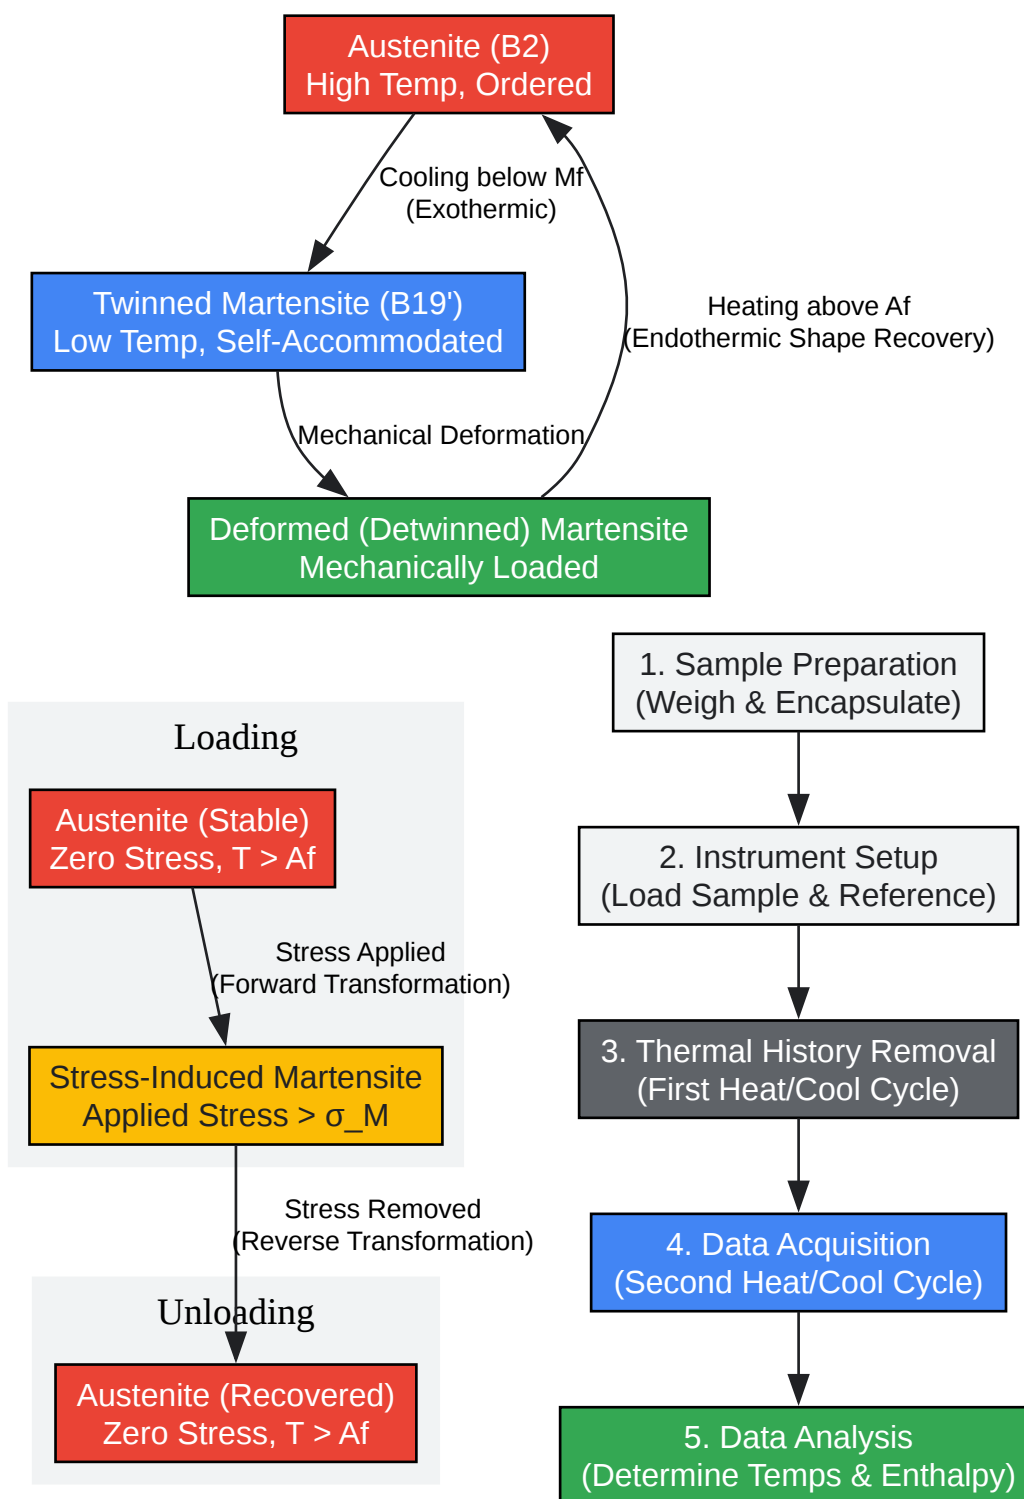 Austenite (B2)
High Temp, Ordered
Cooling below Mf
(Exothermic)
Twinned Martensite (B19')
Low Temp, Self-Accommodated
Heating above Af
(Endothermic Shape Recovery)
Mechanical Deformation
Deformed (Detwinned) Martensite
Mechanically Loaded
Loading
Austenite (Stable)
Zero Stress, T > Af
Stress Applied
(Forward Transformation)
Stress-Induced Martensite
Applied Stress > σ_M
Stress Removed
(Reverse Transformation)
Unloading
Austenite (Recovered)
Zero Stress, T > Af
1. Sample Preparation
(Weigh & Encapsulate)
2. Instrument Setup
(Load Sample & Reference)
3. Thermal History Removal
(First Heat/Cool Cycle)
4. Data Acquisition
(Second Heat/Cool Cycle)
5. Data Analysis
(Determine Temps & Enthalpy)